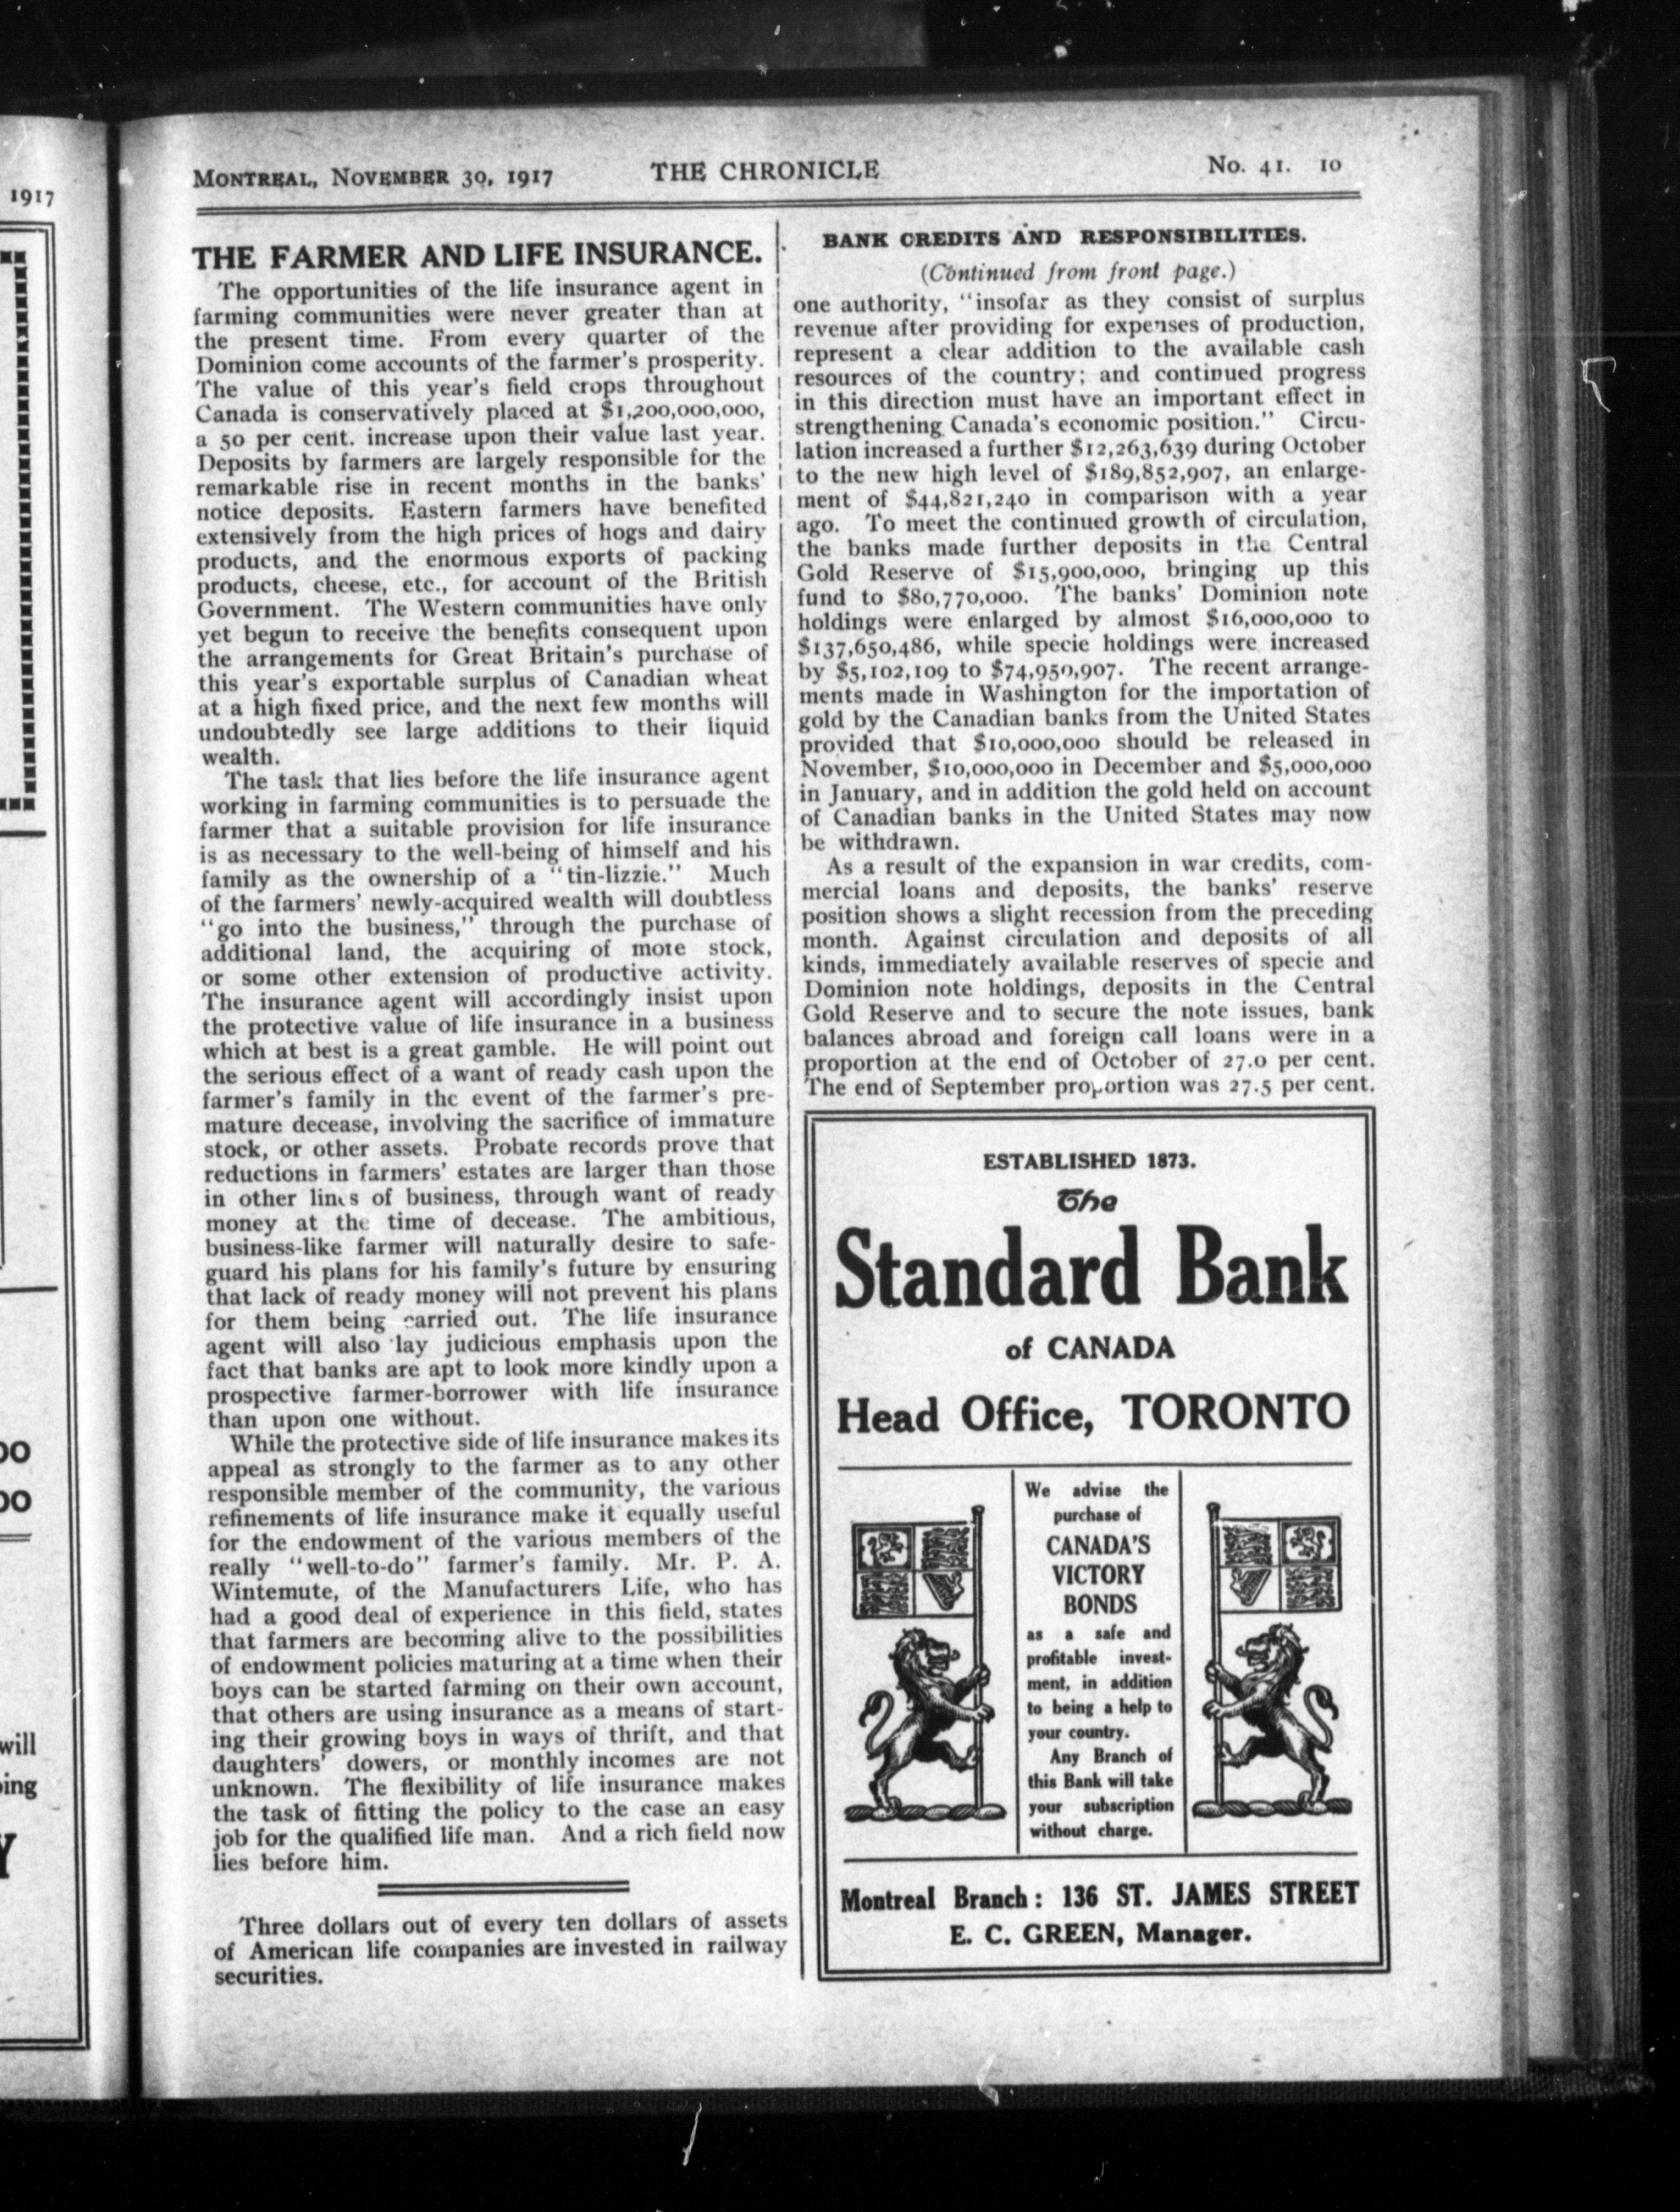 1917
OO
OO
will
ing
Y
MONTREAL, NOVEMBER 30, 1917 THE CHRONICLE No. 41. 10
THE FARMER AND LIFE INSURANCE.
The opportunities of the life insurance agent in
farming communities were never greater than at
the present time. From every quarter of the
Dominion come accounts of the farmer's prosperity.
The value of this year's field crops throughout
Canada is conservatively placed at $1,200,000,000,
a 50 per cent. increase upon their value last year.
Deposits by farmers are largely responsible for the
remarkable rise in recent months in the banks'
notice deposits. Eastern farmers have benefited
extensively from the high prices of hogs and dairy
products, and the enormous exports of packing
products, cheese, etc., for account of the British
Government. The Western communities have only
yet begun to receive the benefits consequent upon
the arrangements for Great Britain's purchase of
this year's exportable surplus of Canadian wheat
at a high fixed price, and the next few months will
undoubtedly see large additions to their liquid
wealth.
The task that lies before the life insurance agent
working in farming communities is to persuade the
farmer that a suitable provision for life insurance
is as necessary to the well-being of himself and his
family as the ownership of a "tin-lizzie." Much
of the farmers' newly-acquired wealth will doubtless
"go into the business," through the purchase of
additional land, the acquiring of more stock,
or some other extension of productive activity.
The insurance agent will accordingly insist upon
the protective value of life insurance in a business
which at best is a great gamble. He will point out
the serious effect of a want of ready cash upon the
farmer's family in the event of the farmer's pre-
mature decease, involving the sacrifice of immature
stock, or other assets. Probate records prove that
reductions in farmers' estates are larger than those
in other lines of business, through want of ready
money at the time of decease. The ambitious,
business-like farmer will naturally desire to safe-
guard his plans for his family's future by ensuring
that lack of ready money will not prevent his plans
for them being carried out. The life insurance
agent will also lay judicious emphasis upon the
fact that banks are apt to look more kindly upon a
prospective farmer-borrower with life insurance
than upon one without.
While the protective side of life insurance makes its
appeal as strongly to the farmer as to any other
responsible member of the community, the various
refinements of life insurance make it equally useful
for the endowment of the various members of the
really "well-to-do" farmer's family. Mr. P. A.
Wintemute, of the Manufacturers Life, who has
had a good deal of experience in this field, states
that farmers are becoming alive to the possibilities
of endowment policies maturing at a time when their
boys can be started farming on their own account,
that others are using insurance as a means of start-
ing their growing boys in ways of thrift, and that
daughters' dowers, or monthly incomes are not
unknown. The flexibility of life insurance makes
the task of fitting the policy to the case an easy
job for the qualified life man. And a rich field now
lies before him.
Three dollars out of every ten dollars of assets
of American life companies are invested in railway
securities.
BANK CREDITS AND RESPONSIBILITIES.
(Continued from front page.)
one authority, "insofar as they consist of surplus
revenue after providing for expenses of production,
represent a clear addition to the available cash
resources of the country; and continued progress
in this direction must have an important effect in
strengthening Canada's economic position." Circu-
lation increased a further $12,263,639 during October
to the new high level of $189,852,907, an enlarge-
ment of $44,821,240 in comparison with a year
ago. To meet the continued growth of circulation,
the banks made further deposits in the Central
Gold Reserve of $15,900,000, bringing up this
fund to $80,770,000. The banks' Dominion note
holdings were enlarged by almost $16,000,000 to
$137,650,486, while specie holdings were increased
by $5,102,109 to $74,950,907. The recent arrange-
ments made in Washington for the importation of
gold by the Canadian banks from the United States
provided that $10,000,000 should be released in
November, $10,000,000 in December and $5,000,000
in January, and in addition the gold held on account
of Canadian banks in the United States may now
be withdrawn.
As a result of the expansion in war credits, com-
mercial loans and deposits, the banks' reserve
position shows a slight recession from the preceding
month. Against circulation and deposits of all
kinds, immediately available reserves of specie and
Dominion note holdings, deposits in the Central
Gold Reserve and to secure the note issues, bank
balances abroad and foreign call loans were in a
proportion at the end of October of 27.0 per cent.
The end of September proportion was 27.5 per cent.
ESTABLISHED 1873.
The
Standard Bank
of CANADA
Head Office, TORONTO
We advise the
purchase of
CANADA'S
VICTORY
BONDS
as a safe and
profitable invest-
ment, in addition
to being a help to
your country.
Any Branch of
this Bank will take
your subscription
without charge.
Montreal Branch: 136 ST. JAMES STREET
E. C. GREEN, Manager.